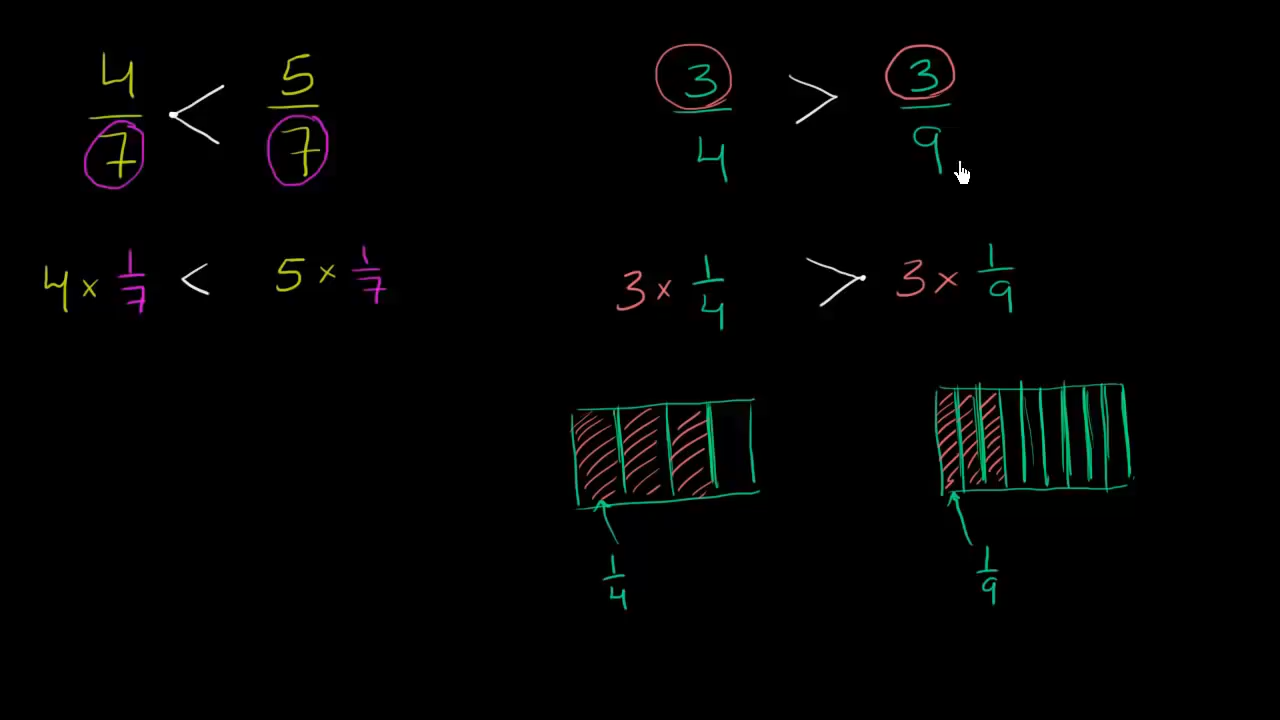 4/7 < 5/7
3/4 > 3/9
4 × 1/7 < 5 × 1/7
3 × 1/4 > 3 × 1/9
1/4
1/9